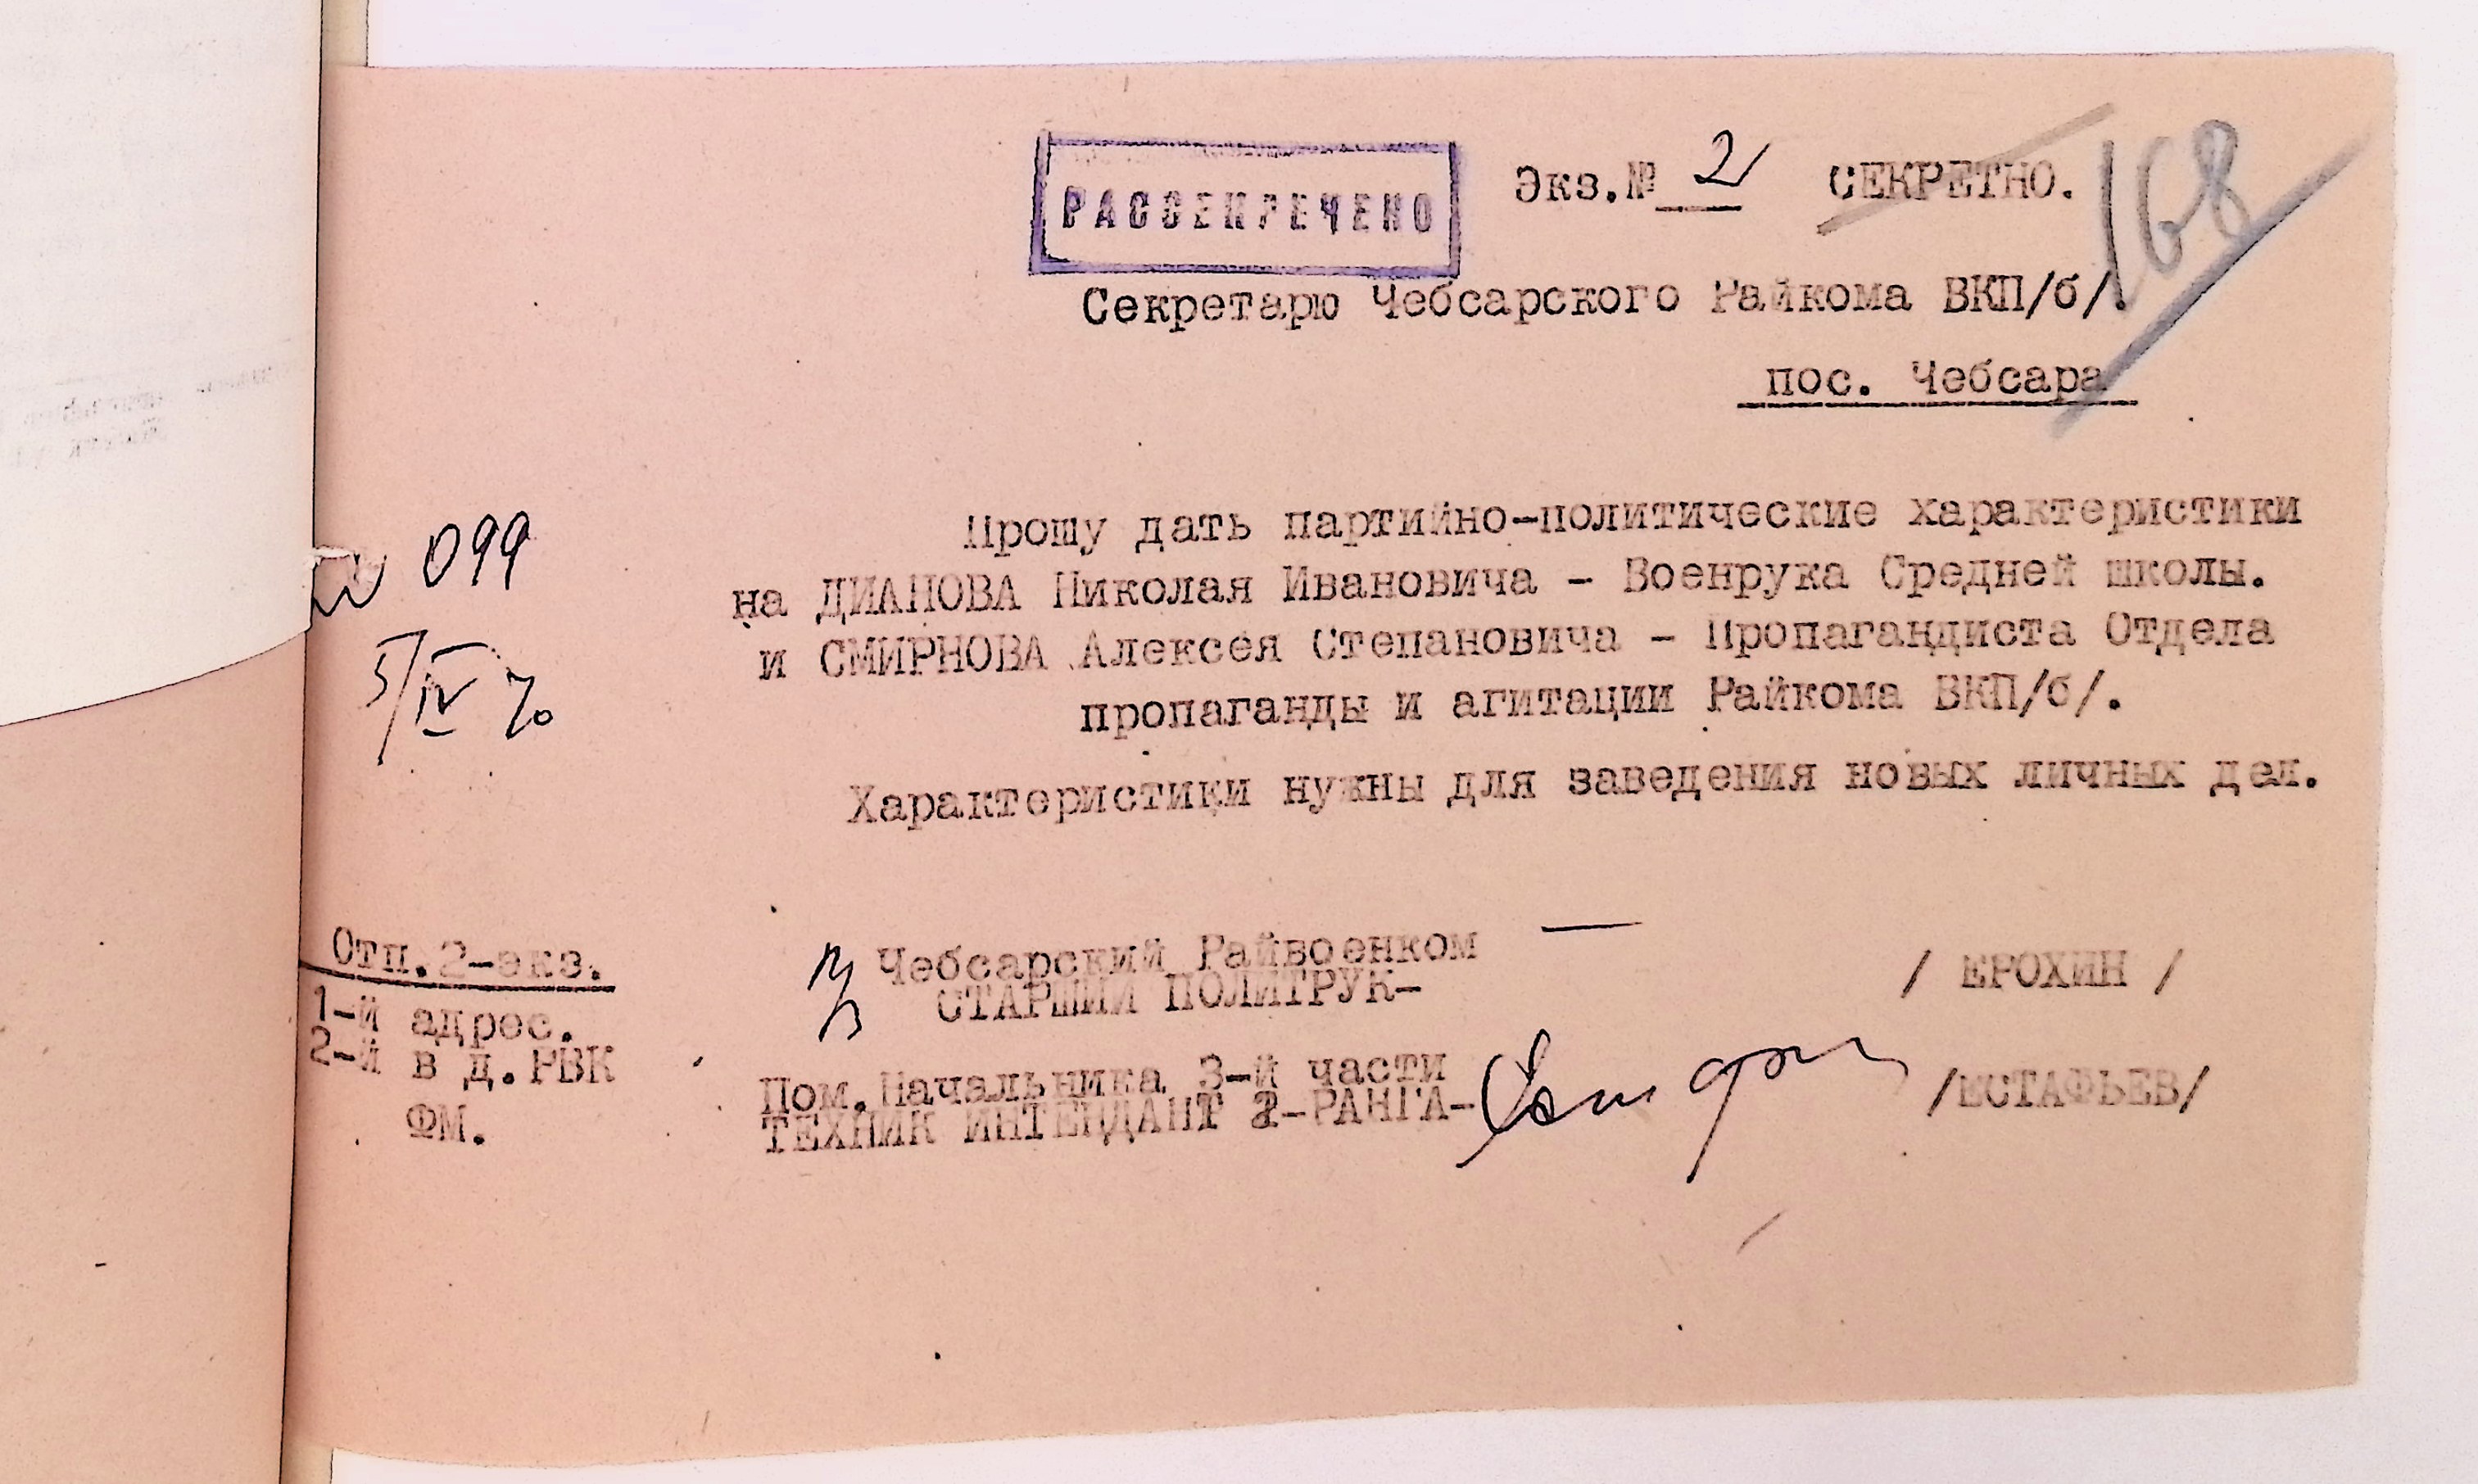 РАССЕКРЕЧЕНО
Экз.№ 2 СЕКРЕТНО.
168
Секретарю Чебсарского Райкома ВКП/б/.
пос. Чебсара
Прошу дать партийно-политические характеристики
на ДИАНОВА Николая Ивановича - Военрука Средней школы.
и СМИРНОВА Алексея Степановича - Пропагандиста Отдела
пропаганды и агитации Райкома ВКП/б/.
Характеристики нужны для заведения новых личных дел.
099
5/IV
Чебсарский Райвоенком
СТАРШИЙ ПОЛИТРУК- / ЕРОХИН /
Пом.Начальника 3-й части
ТЕХНИК ИНТЕНДАНТ 2-РАНГА- /ЕСТАФЬЕВ/
Отп.2-экз.
1-й адрес.
2-й в д.РВК
ФМ.